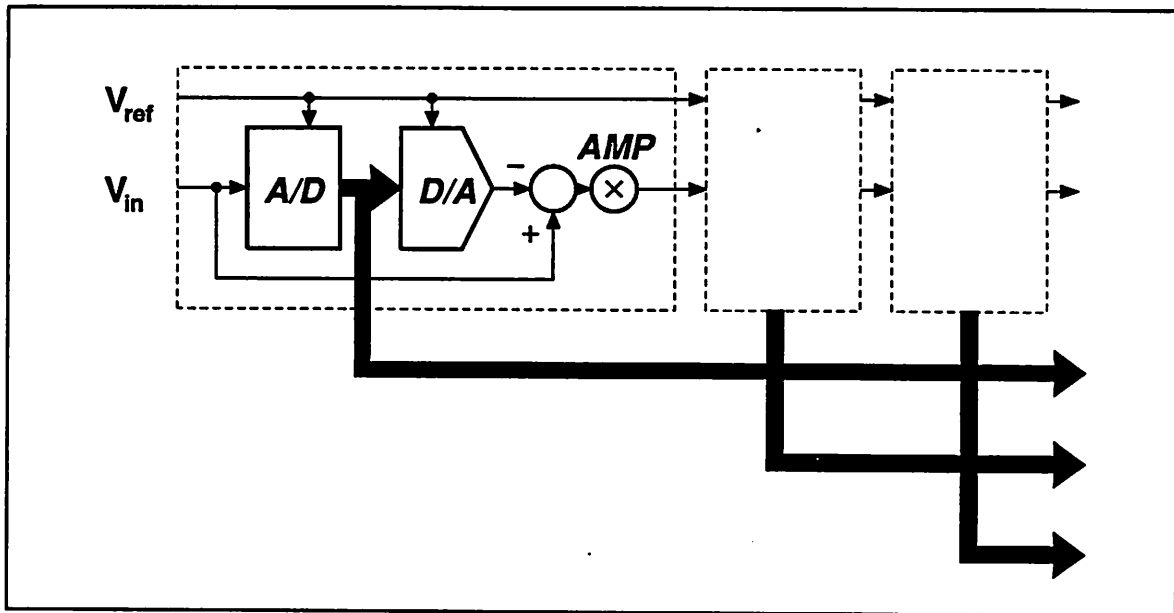 V_ref
AMP
V_in
A/D
D/A
−
+
×